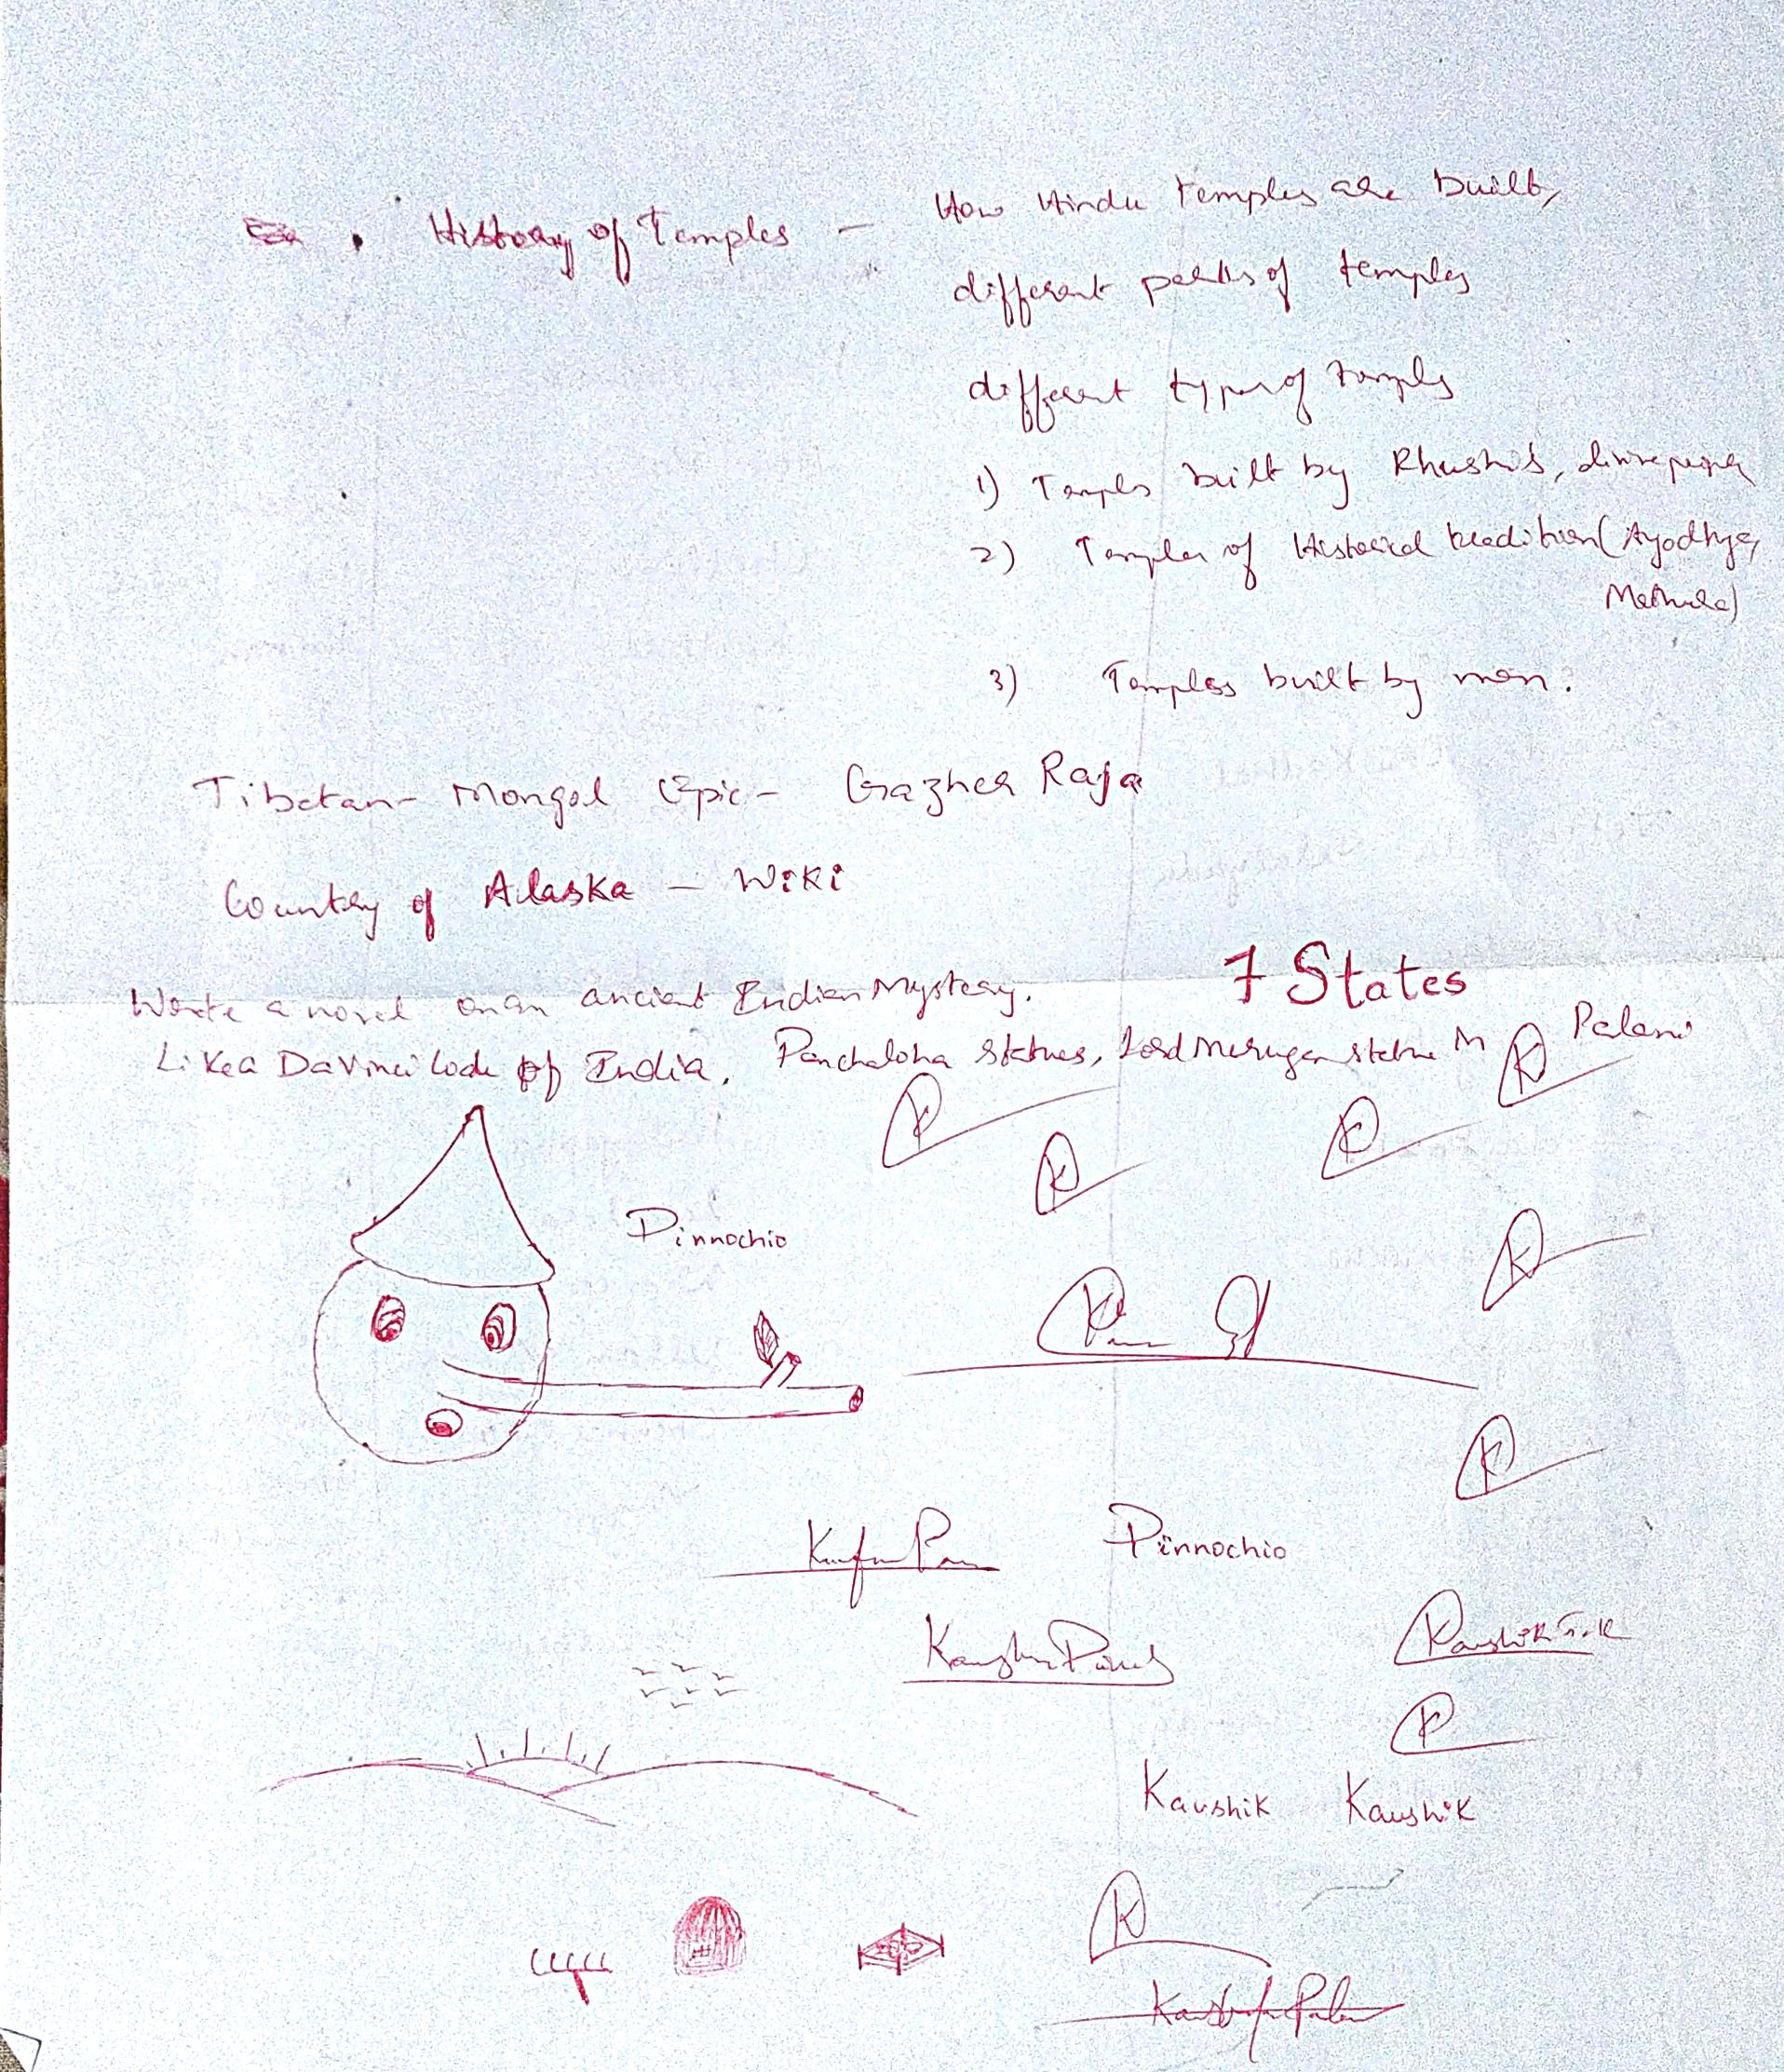 . History of Temples - How Hindu Temples are built,
different parts of temples
different types of temples
1) Temples built by Rhushis, divine people
2) Temples of Historical tradition (Ayodhya,
Mathura)
3) Temples built by men.
Tibetan - Mongol Epic - Gazher Raja
Country of Alaska - Wiki
7 States
Write a novel on an ancient Indian Mystery.
Like a DaVinci Code of India. Panchaloha statues, Lord Murugan statue in Palani
Pinnochio
Pinnochio
Kaushik
Kaushik Kaushik